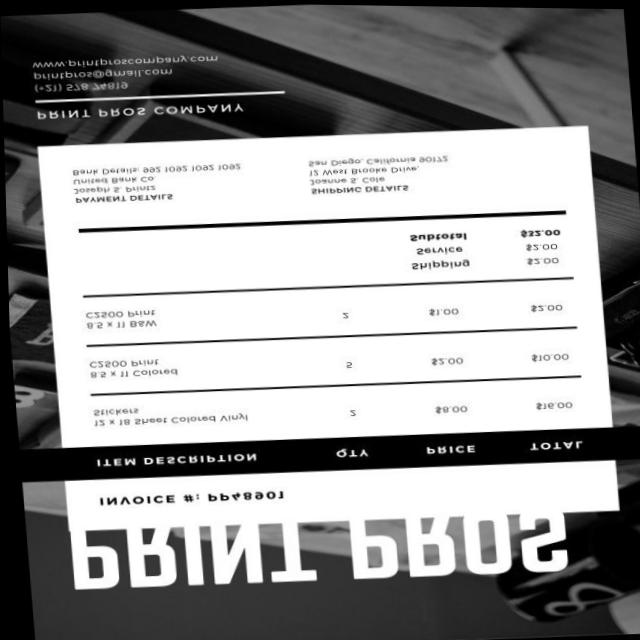 PRINT PROS
INVOICE #: PP48901
ITEM DESCRIPTION QTY PRICE TOTAL
12 x 18 Sheet Colored Vinyl
Stickers 2 $8.00 $16.00
8.5 x 11 Colored
C2500 Print 5 $2.00 $10.00
8.5 x 11 B&W
C2500 Print 2 $1.00 $2.00
Shipping $2.00
Service $2.00
Subtotal $32.00
PAYMENT DETAILS
Joseph S. Printz
United Bank Co.
Bank Details: 992 1092 1092 1092
SHIPPING DETAILS
Joanne S. Cole
12 West Brooke Drive,
San Diego, California 90172
PRINT PROS COMPANY
(+21) 578 74819
printpros@gmail.com
www.printproscompany.com